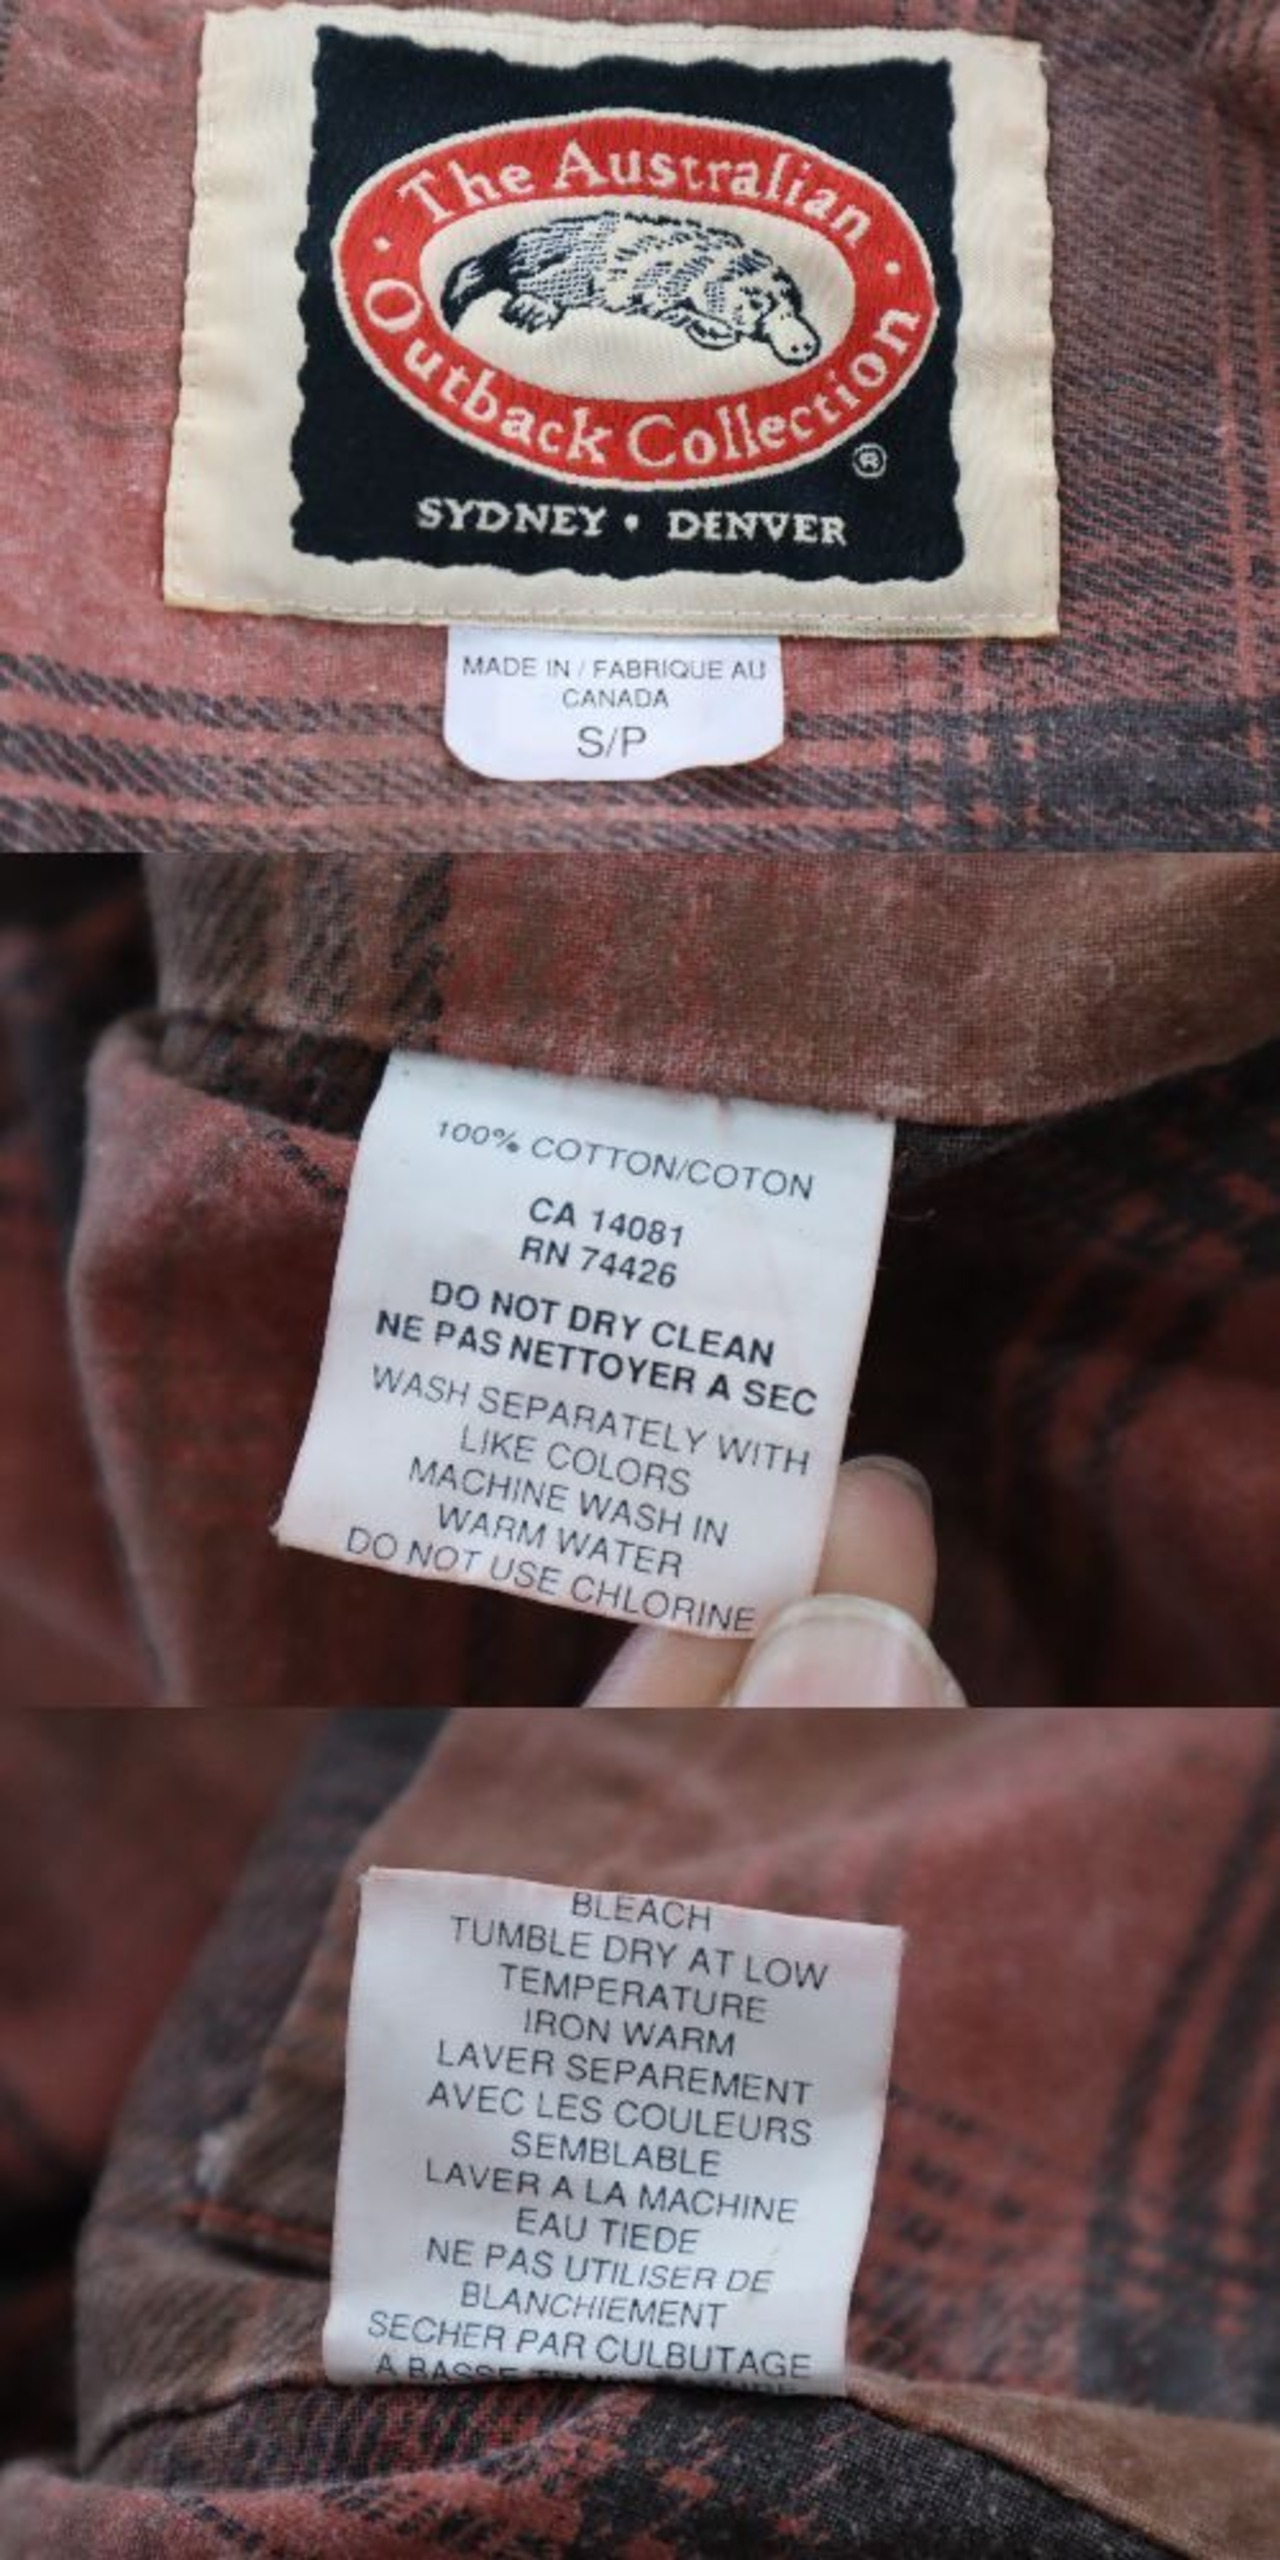 The Australian
Outback Collection
®
SYDNEY • DENVER
MADE IN / FABRIQUE AU
CANADA
S/P
100% COTTON/COTON
CA 14081
RN 74426
DO NOT DRY CLEAN
NE PAS NETTOYER A SEC
WASH SEPARATELY WITH
LIKE COLORS
MACHINE WASH IN
WARM WATER
DO NOT USE CHLORINE
BLEACH
TUMBLE DRY AT LOW
TEMPERATURE
IRON WARM
LAVER SEPAREMENT
AVEC LES COULEURS
SEMBLABLE
LAVER A LA MACHINE
EAU TIEDE
NE PAS UTILISER DE
BLANCHIEMENT
SECHER PAR CULBUTAGE
A BASSE